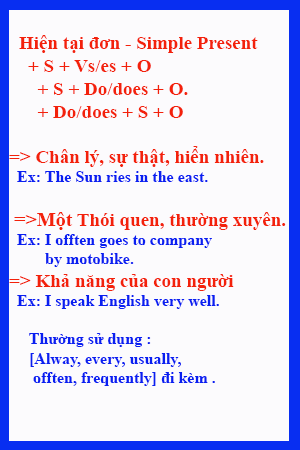 Hiện tại đơn - Simple Present
+ S + Vs/es + O
+ S + Do/does + O.
+ Do/does + S + O
=> Chân lý, sự thật, hiển nhiên.
Ex: The Sun ries in the east.
=>Một Thói quen, thường xuyên.
Ex: I offten goes to company
by motobike.
=> Khả năng của con người
Ex: I speak English very well.
Thường sử dụng :
[Alway, every, usually,
offten, frequently] đi kèm .